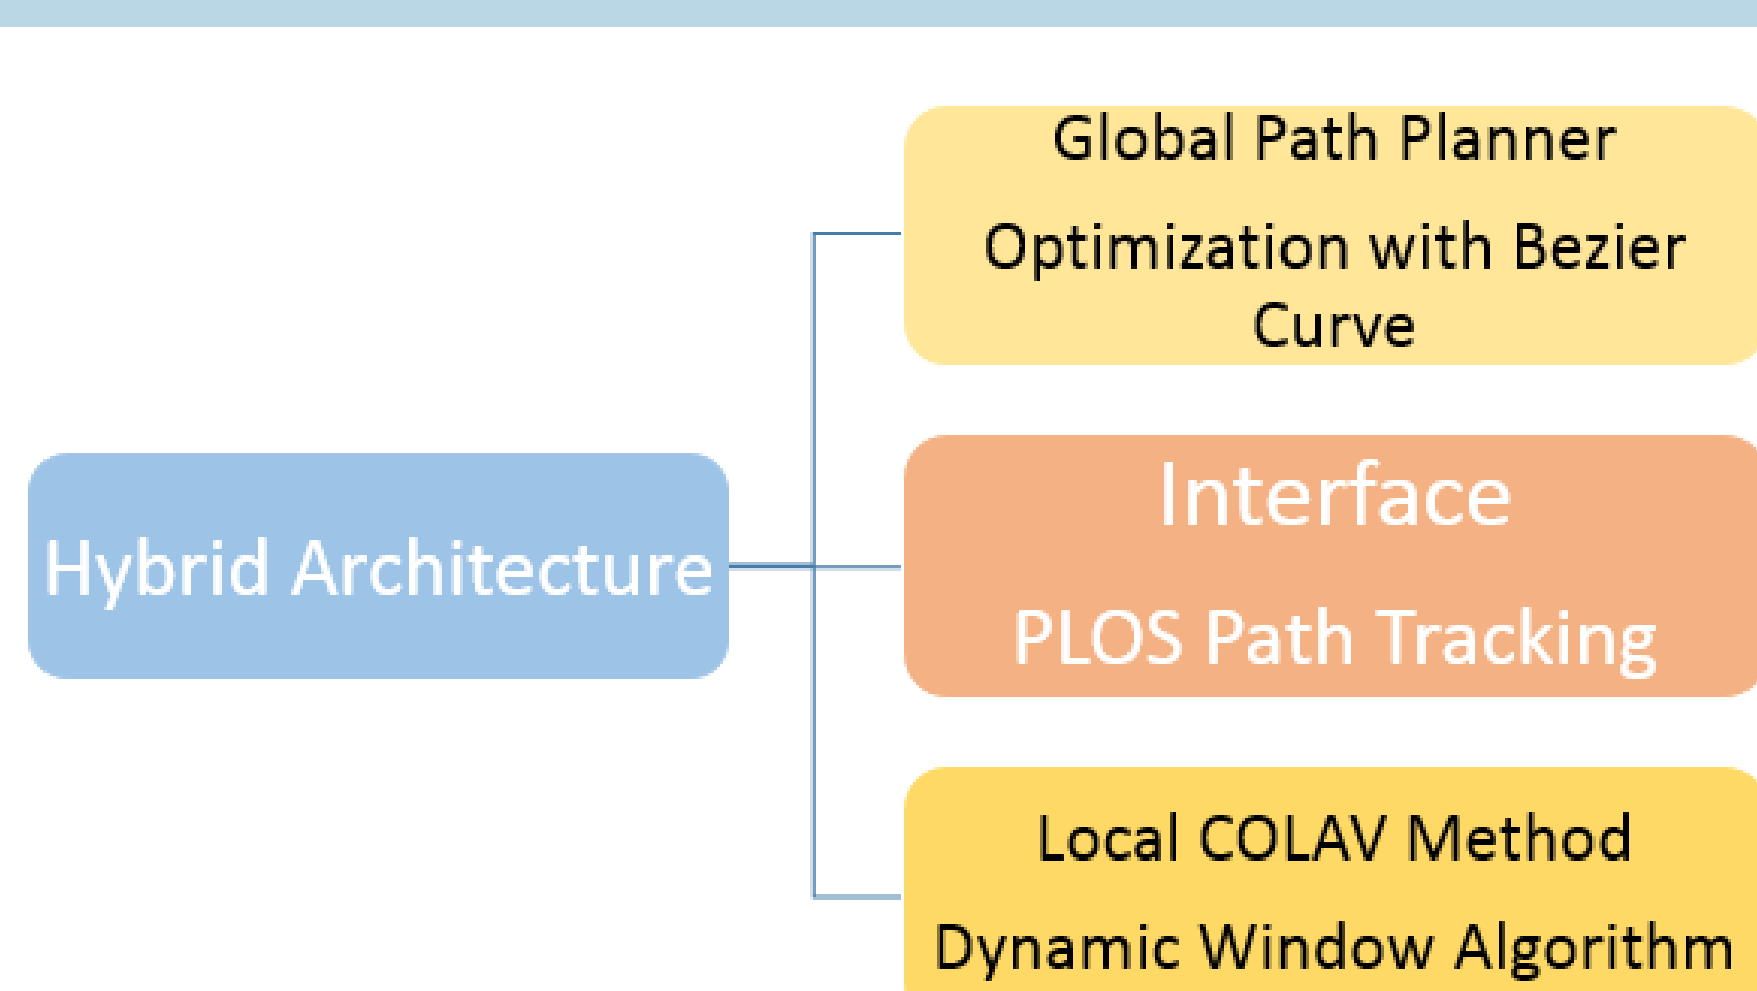 Global Path Planner
Optimization with Bezier
Curve
Hybrid Architecture
Interface
PLOS Path Tracking
Local COLAV Method
Dynamic Window Algorithm